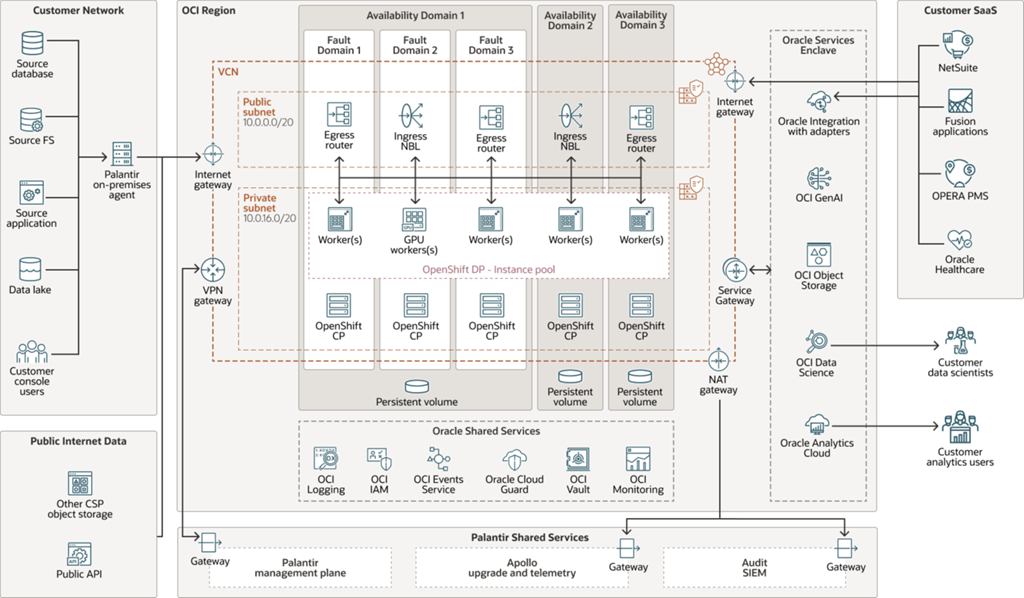 Customer Network
Source
database
Source FS
Source
application
Data lake
Customer
console
users
Palantir
on-premises
agent
Public Internet Data
Other CSP
object storage
Public API
OCI Region
VCN
Internet
gateway
VPN
gateway
Public
subnet
10.0.0.0/20
Private
subnet
10.0.16.0/20
Availability Domain 1
Fault
Domain 1
Fault
Domain 2
Fault
Domain 3
Availability
Domain 2
Availability
Domain 3
Egress
router
Ingress
NBL
Egress
router
Ingress
NBL
Egress
router
Worker(s)
GPU
workers(s)
Worker(s)
Worker(s)
Worker(s)
OpenShift DP - Instance pool
OpenShift
CP
OpenShift
CP
OpenShift
CP
OpenShift
CP
OpenShift
CP
Persistent volume
Persistent
volume
Persistent
volume
Internet
gateway
Service
Gateway
NAT
gateway
Oracle Services
Enclave
Oracle Integration
with adapters
OCI GenAI
OCI Object
Storage
OCI Data
Science
Oracle Analytics
Cloud
Oracle Shared Services
OCI
Logging
OCI
IAM
OCI Events
Service
Oracle Cloud
Guard
OCI
Vault
OCI
Monitoring
Customer SaaS
NetSuite
Fusion
applications
OPERA PMS
Oracle
Healthcare
Customer
data scientists
Customer
analytics users
Palantir Shared Services
Gateway
Palantir
management plane
Apollo
upgrade and telemetry
Gateway
Audit
SIEM
Gateway